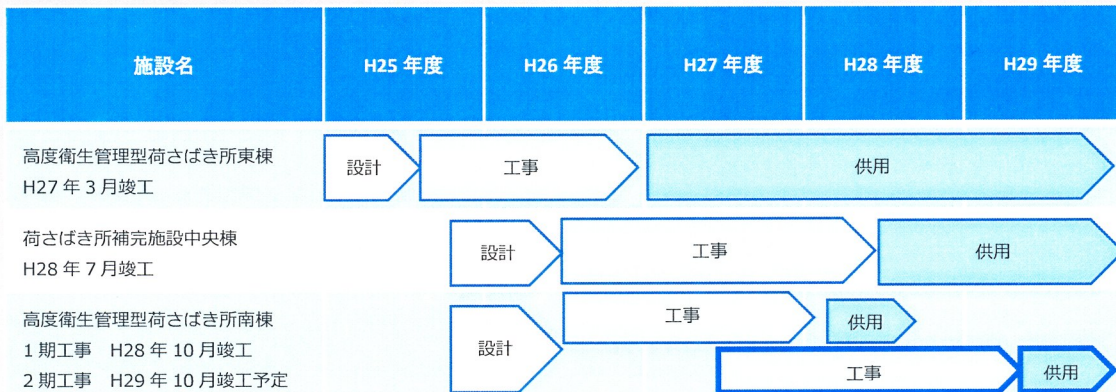 施設名 H25 年度 H26 年度 H27 年度 H28 年度 H29 年度
高度衛生管理型荷さばき所東棟
H27 年 3 月竣工
設計 工事 供用
荷さばき所補完施設中央棟
H28 年 7 月竣工
設計 工事 供用
高度衛生管理型荷さばき所南棟
1 期工事 H28 年 10 月竣工
2 期工事 H29 年 10 月竣工予定
設計 工事 供用
工事 供用